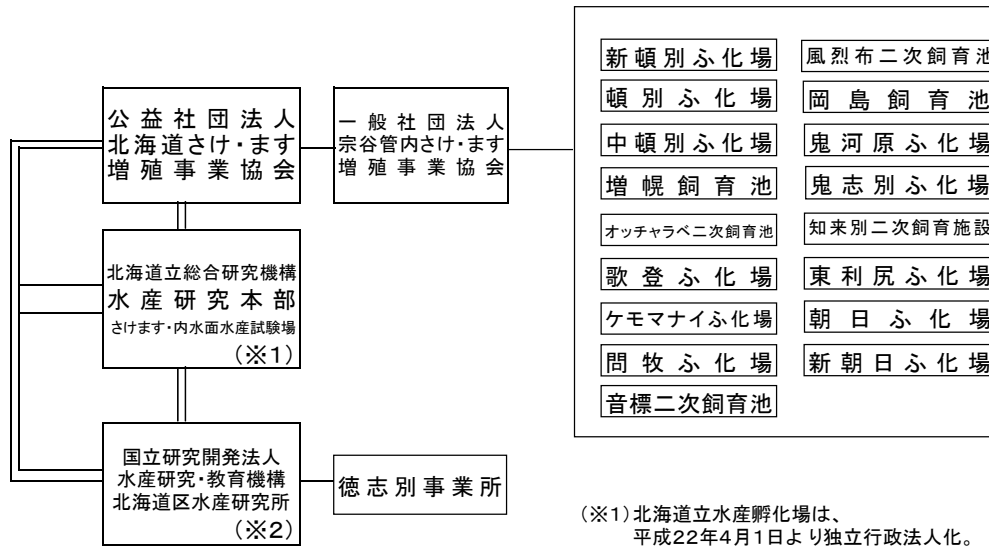 公益社団法人
北海道さけ・ます
増殖事業協会
一般社団法人
宗谷管内さけ・ます
増殖事業協会
北海道立総合研究機構
水産研究本部
さけます・内水面水産試験場
(※1)
国立研究開発法人
水産研究・教育機構
北海道区水産研究所
(※2)
徳志別事業所
新頓別ふ化場
頓別ふ化場
中頓別ふ化場
増幌飼育池
オッチャラベ二次飼育池
歌登ふ化場
ケモマナイふ化場
問牧ふ化場
音標二次飼育池
風烈布二次飼育池
岡島飼育池
鬼河原ふ化場
鬼志別ふ化場
知来別二次飼育施設
東利尻ふ化場
朝日ふ化場
新朝日ふ化場
(※1)北海道立水産孵化場は、
平成22年4月1日より独立行政法人化。